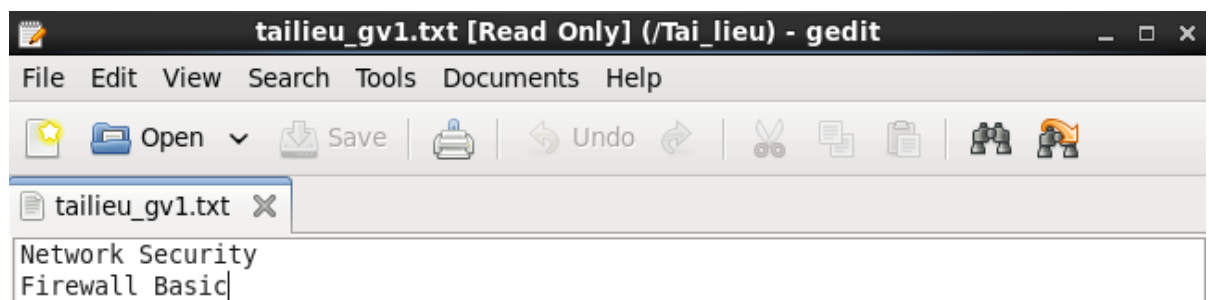 tailieu_gv1.txt [Read Only] (/Tai_lieu) - gedit
File Edit View Search Tools Documents Help
Open Save Undo
tailieu_gv1.txt
Network Security
Firewall Basic